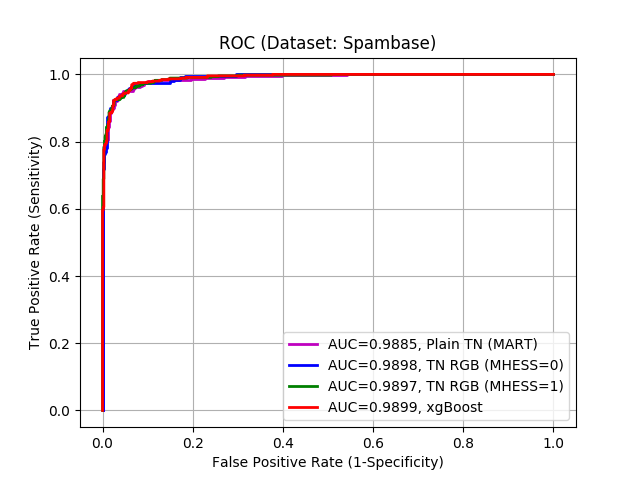 ROC (Dataset: Spambase)
True Positive Rate (Sensitivity)
1.0
0.8
0.6
0.4
0.2
0.0
AUC=0.9885, Plain TN (MART)
AUC=0.9898, TN RGB (MHESS=0)
AUC=0.9897, TN RGB (MHESS=1)
AUC=0.9899, xgBoost
0.0 0.2 0.4 0.6 0.8 1.0
False Positive Rate (1-Specificity)